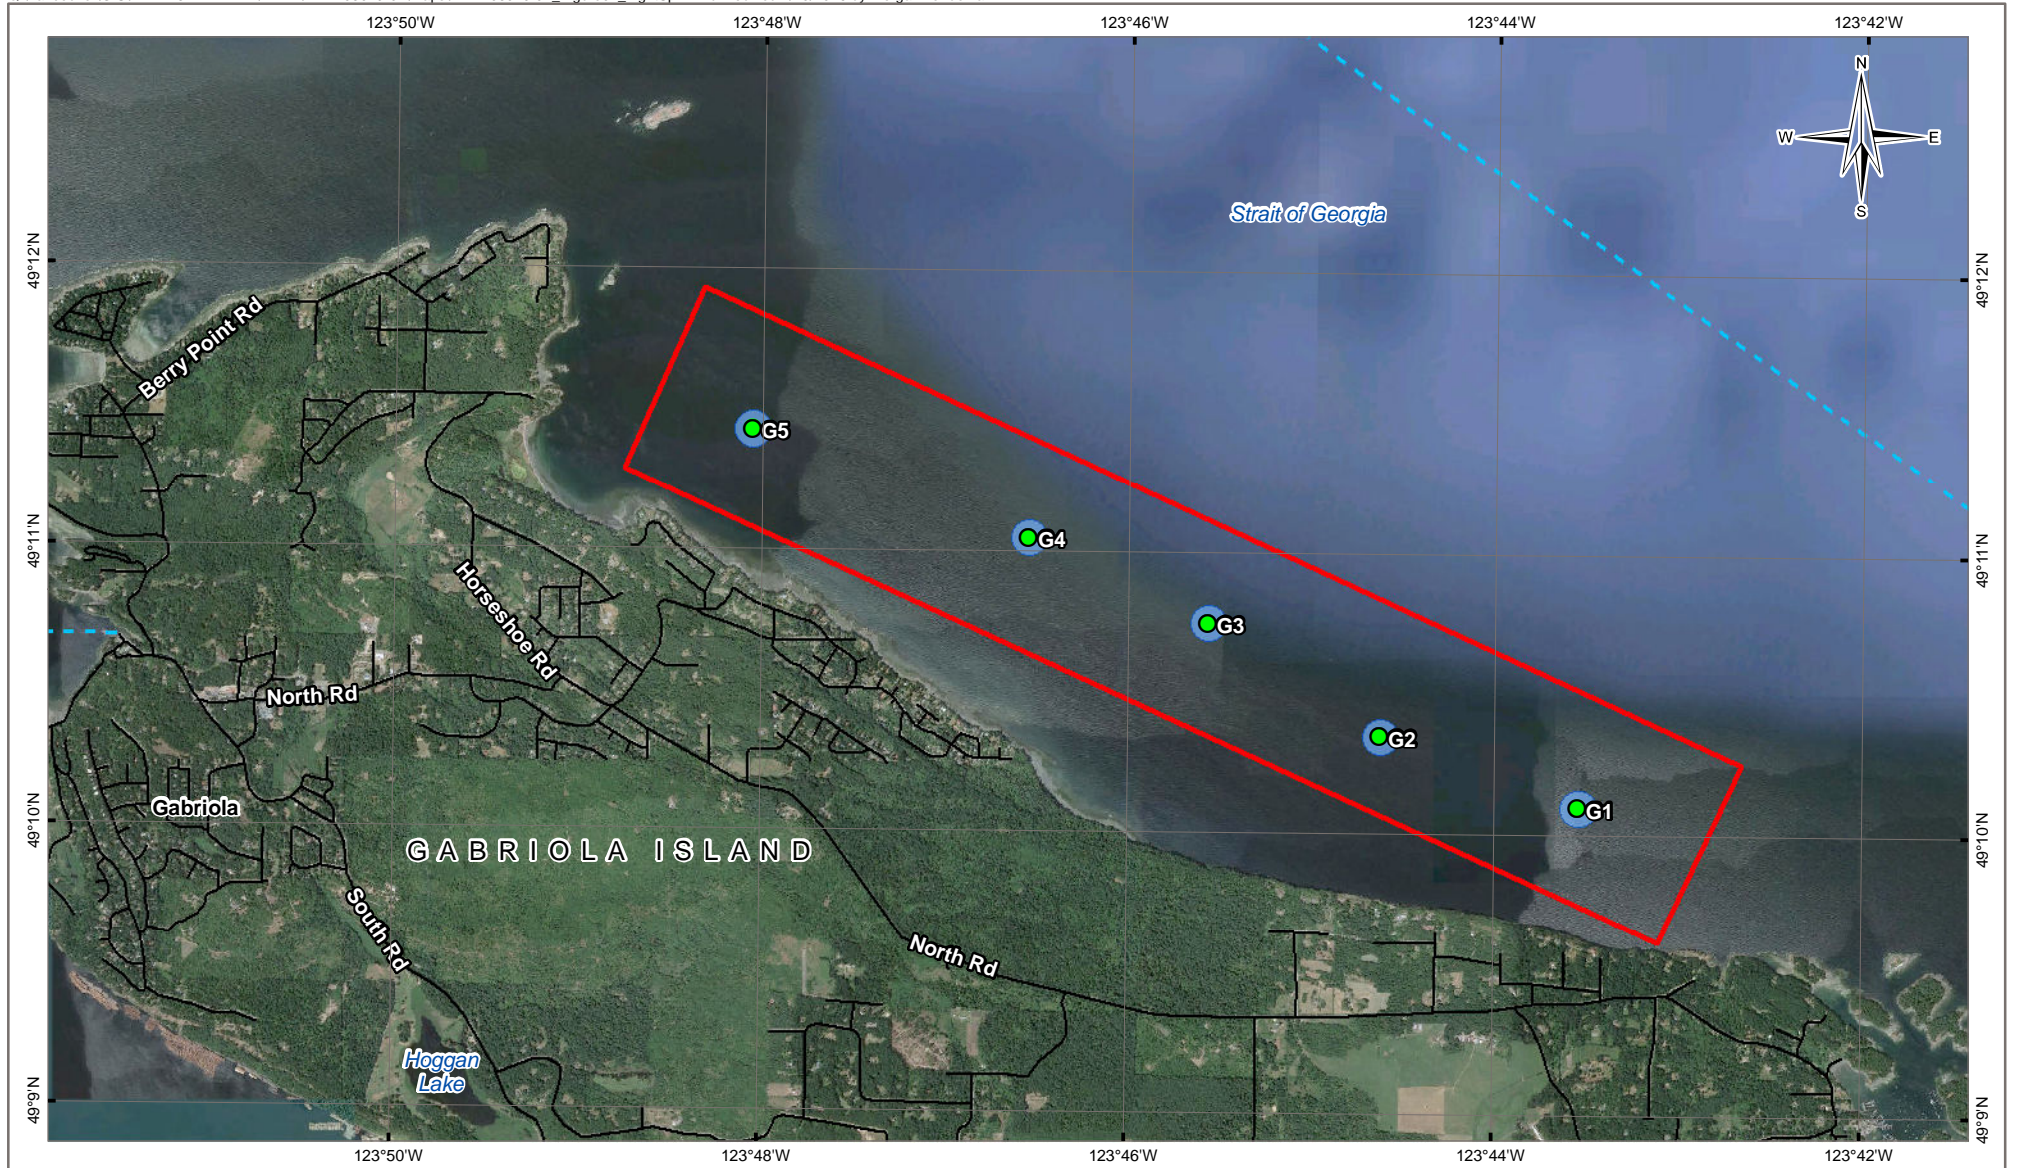 123°50'W
123°48'W
123°46'W
123°44'W
123°42'W
N
W E
S
Strait of Georgia
49°12'N
49°12'N
Berry Point Rd
G5
G4
49°11'N
49°11'N
Horseshoe Rd
G3
North Rd
G2
Gabriola
G1
49°10'N
49°10'N
GABRIOLA ISLAND
South Rd
North Rd
Hoggan
Lake
49°9'N
49°9'N
123°50'W
123°48'W
123°46'W
123°44'W
123°42'W